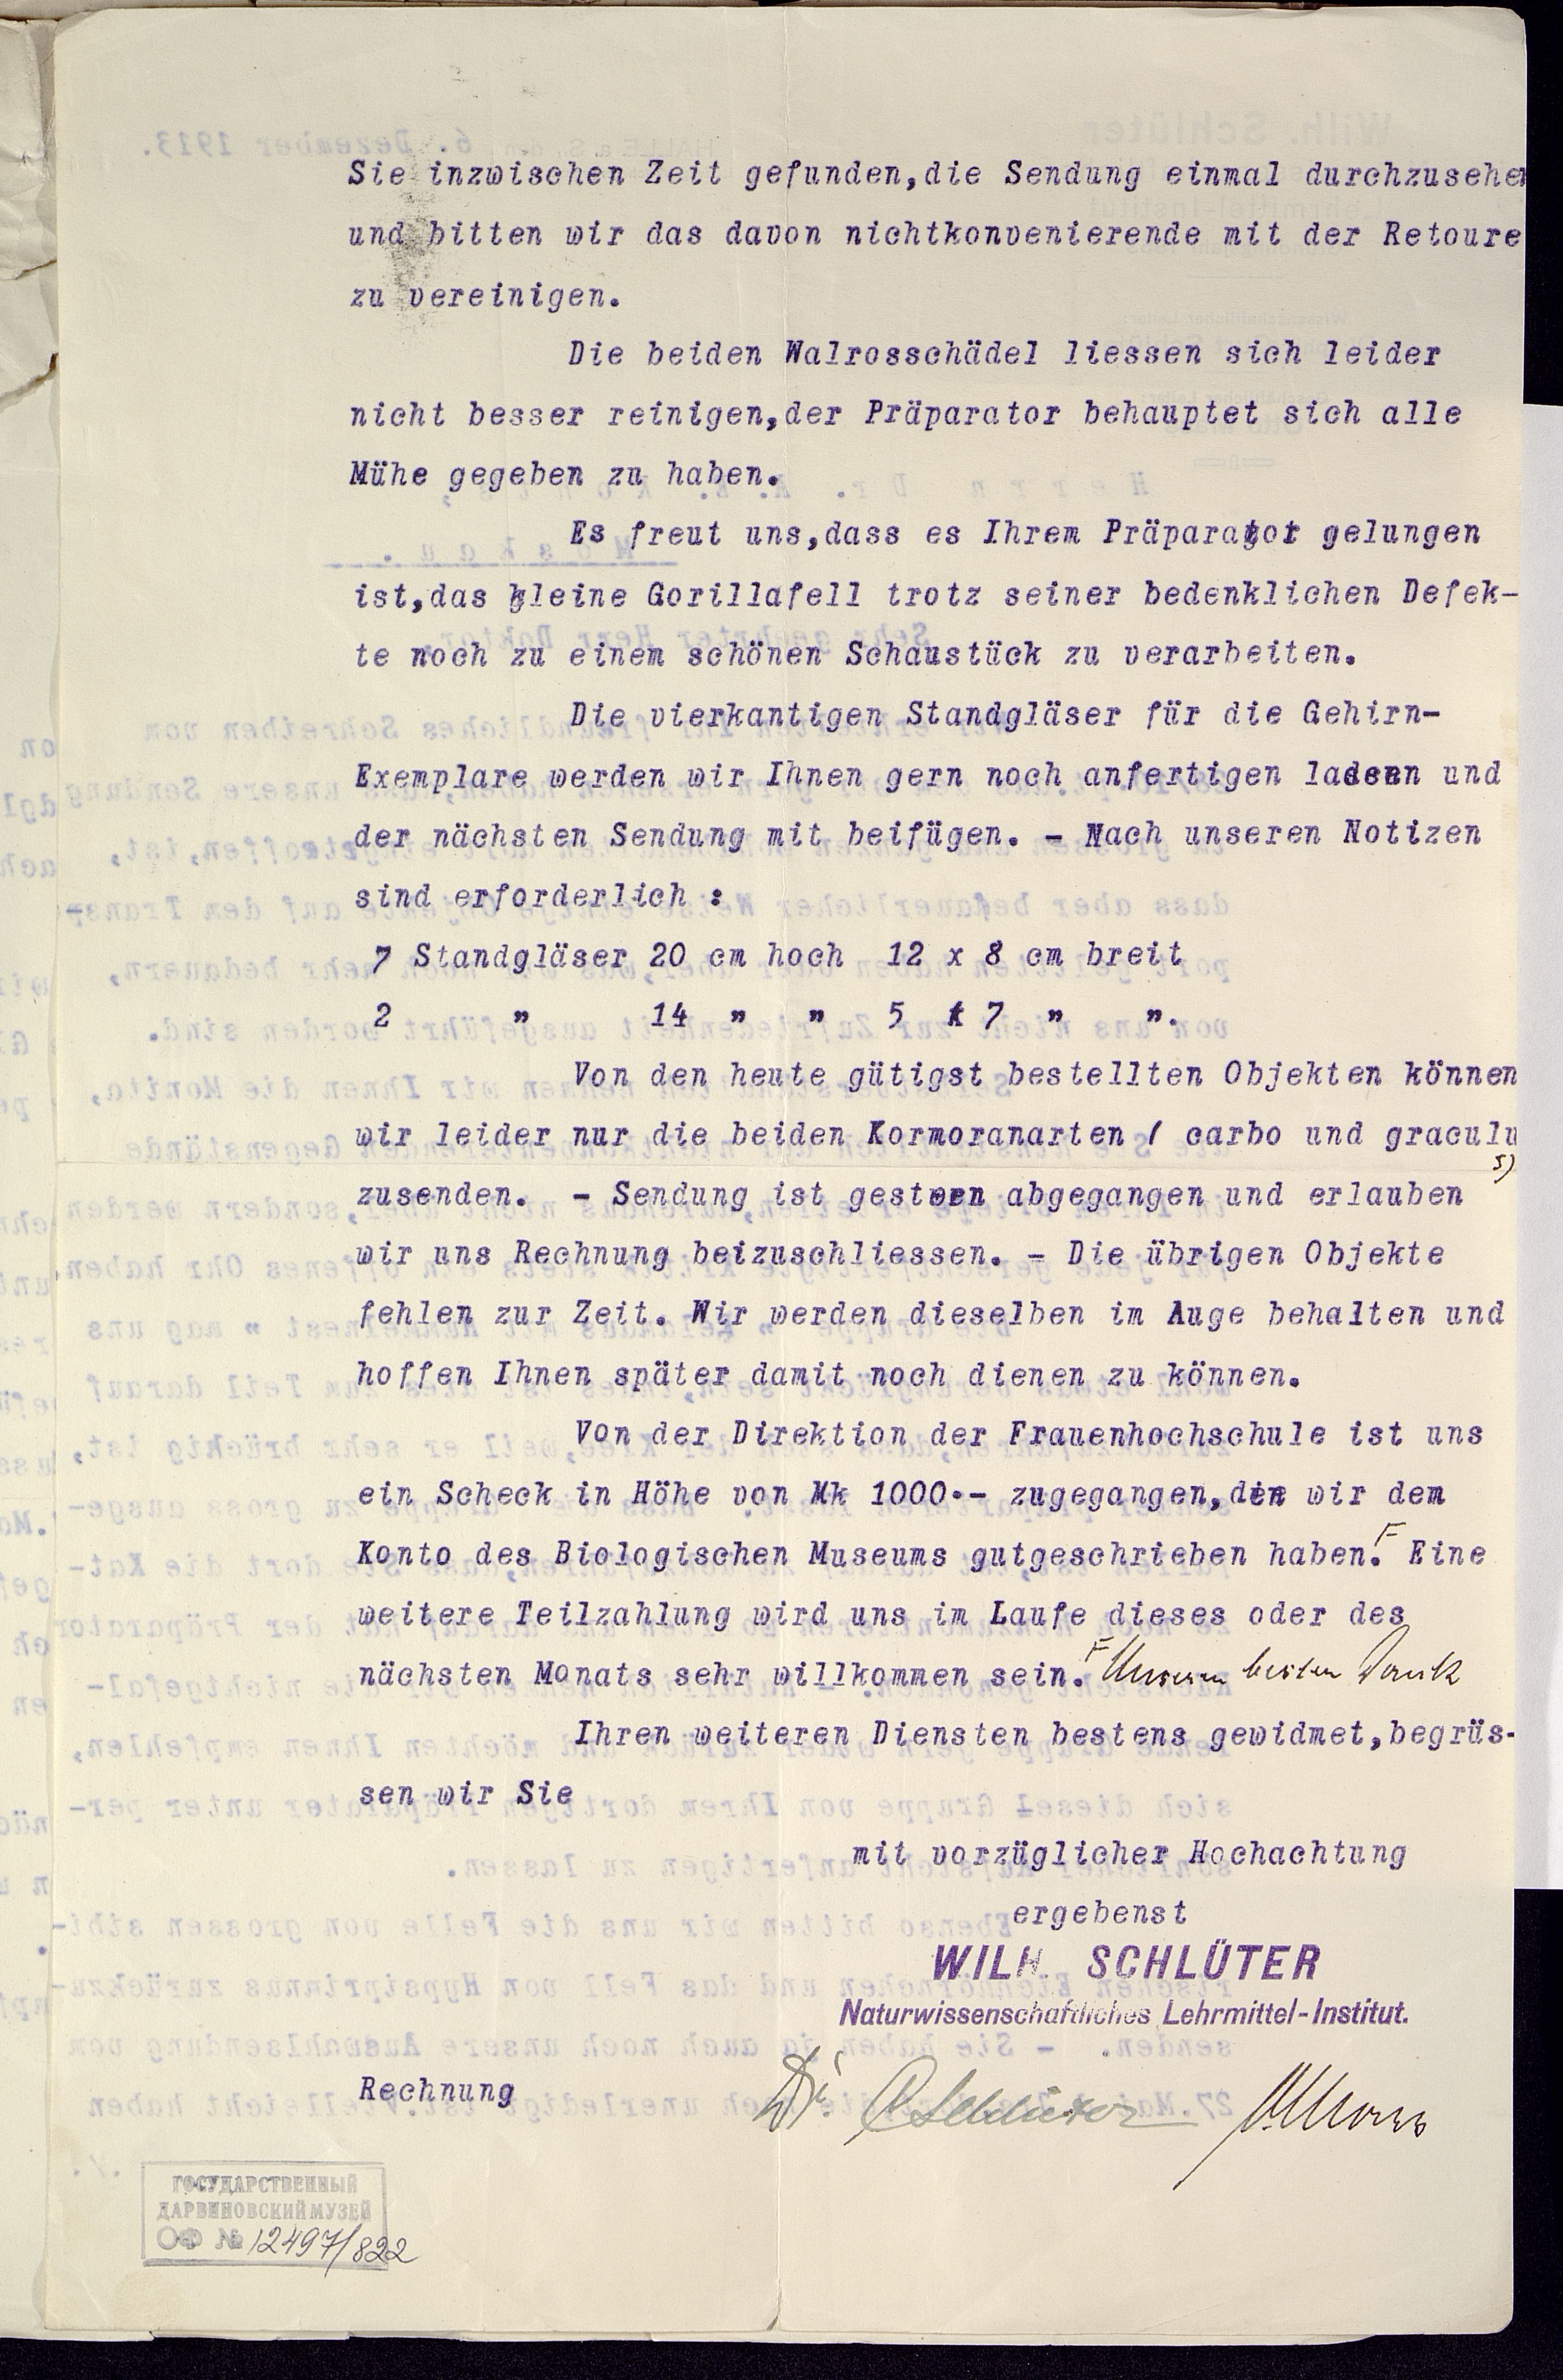 Sie inzwischen Zeit gefunden,die Sendung einmal durchzusehen
und bitten wir das davon nichtkonvenierende mit der Retoure
zu vereinigen.
Die beiden Walrosschädel liessen sich leider
nicht besser reinigen,der Präparator behauptet sich alle
Mühe gegeben zu haben.
Es freut uns,dass es Ihrem Präparator gelungen
ist,das kleine Gorillafell trotz seiner bedenklichen Defek-
te noch zu einem schönen Schaustück zu verarbeiten.
Die vierkantigen Standgläser für die Gehirn-
Exemplare werden wir Ihnen gern noch anfertigen lassen und
der nächsten Sendung mit beifügen. - Nach unseren Notizen
sind erforderlich :
7 Standgläser 20 cm hoch 12 x 8 cm breit
2 " 14 " " 5 x 7 " ".
Von den heute gütigst bestellten Objekten können
wir leider nur die beiden Kormoranarten ( carbo und graculu
s)
zusenden. - Sendung ist gestern abgegangen und erlauben
wir uns Rechnung beizuschliessen. - Die übrigen Objekte
fehlen zur Zeit. Wir werden dieselben im Auge behalten und
hoffen Ihnen später damit noch dienen zu können.
Von der Direktion der Frauenhochschule ist uns
ein Scheck in Höhe von Mk 1000.- zugegangen,den wir dem
Konto des Biologischen Museums gutgeschrieben haben. Eine
weitere Teilzahlung wird uns im Laufe dieses oder des
nächsten Monats sehr willkommen sein. Unseren besten Dank
Ihren weiteren Diensten bestens gewidmet,begrüs-
sen wir Sie
mit vorzüglicher Hochachtung
ergebenst
WILH. SCHLÜTER
Naturwissenschaftliches Lehrmittel-Institut.
Rechnung
Dr. C Schlüter
ГОСУДАРСТВЕННЫЙ
ДАРВИНОВСКИЙ МУЗЕЙ
ОФ № 12497/822